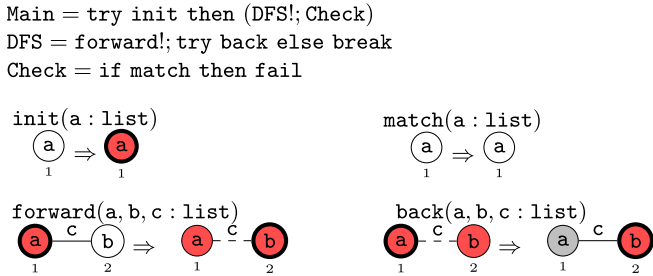 Main = try init then (DFS!; Check)
DFS = forward!; try back else break
Check = if match then fail
init(a : list)
a ⇒ a
1 1
match(a : list)
a ⇒ a
1 1
forward(a, b, c : list)
a c b ⇒ a c b
1 2 1 2
back(a, b, c : list)
a c b ⇒ a c b
1 2 1 2